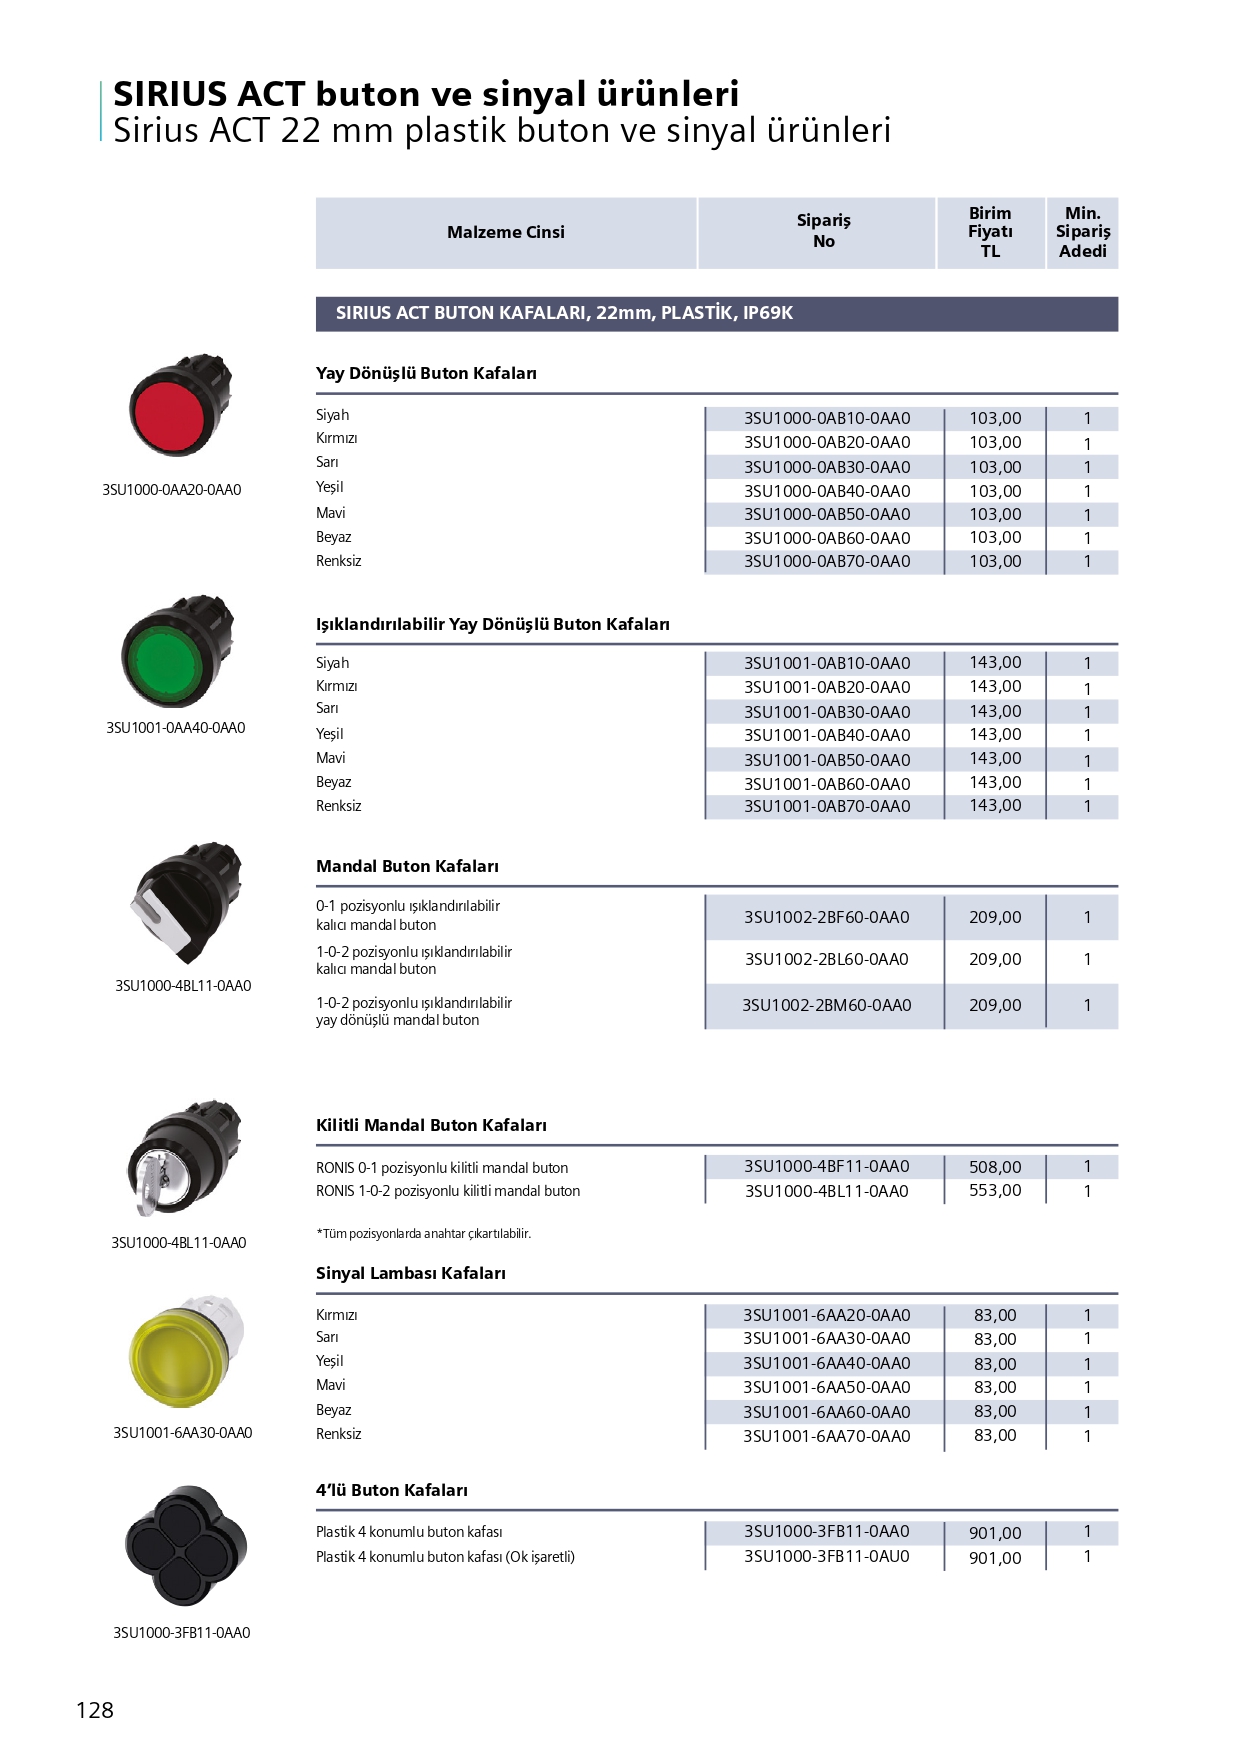 SIRIUS ACT buton ve sinyal ürünleri
Sirius ACT 22 mm plastik buton ve sinyal ürünleri
Malzeme Cinsi
Sipariş
No
Birim
Fiyatı
TL
Min.
Sipariş
Adedi
SIRIUS ACT BUTON KAFALARI, 22mm, PLASTİK, IP69K
3SU1000-0AA20-0AA0
Yay Dönüşlü Buton Kafaları
Siyah 3SU1000-0AB10-0AA0 103,00 1
Kırmızı 3SU1000-0AB20-0AA0 103,00 1
Sarı 3SU1000-0AB30-0AA0 103,00 1
Yeşil 3SU1000-0AB40-0AA0 103,00 1
Mavi 3SU1000-0AB50-0AA0 103,00 1
Beyaz 3SU1000-0AB60-0AA0 103,00 1
Renksiz 3SU1000-0AB70-0AA0 103,00 1
3SU1001-0AA40-0AA0
Işıklandırılabilir Yay Dönüşlü Buton Kafaları
Siyah 3SU1001-0AB10-0AA0 143,00 1
Kırmızı 3SU1001-0AB20-0AA0 143,00 1
Sarı 3SU1001-0AB30-0AA0 143,00 1
Yeşil 3SU1001-0AB40-0AA0 143,00 1
Mavi 3SU1001-0AB50-0AA0 143,00 1
Beyaz 3SU1001-0AB60-0AA0 143,00 1
Renksiz 3SU1001-0AB70-0AA0 143,00 1
3SU1000-4BL11-0AA0
Mandal Buton Kafaları
0-1 pozisyonlu ışıklandırılabilir
kalıcı mandal buton 3SU1002-2BF60-0AA0 209,00 1
1-0-2 pozisyonlu ışıklandırılabilir
kalıcı mandal buton 3SU1002-2BL60-0AA0 209,00 1
1-0-2 pozisyonlu ışıklandırılabilir
yay dönüşlü mandal buton 3SU1002-2BM60-0AA0 209,00 1
3SU1000-4BL11-0AA0
Kilitli Mandal Buton Kafaları
RONIS 0-1 pozisyonlu kilitli mandal buton 3SU1000-4BF11-0AA0 508,00 1
RONIS 1-0-2 pozisyonlu kilitli mandal buton 3SU1000-4BL11-0AA0 553,00 1
*Tüm pozisyonlarda anahtar çıkartılabilir.
3SU1001-6AA30-0AA0
Sinyal Lambası Kafaları
Kırmızı 3SU1001-6AA20-0AA0 83,00 1
Sarı 3SU1001-6AA30-0AA0 83,00 1
Yeşil 3SU1001-6AA40-0AA0 83,00 1
Mavi 3SU1001-6AA50-0AA0 83,00 1
Beyaz 3SU1001-6AA60-0AA0 83,00 1
Renksiz 3SU1001-6AA70-0AA0 83,00 1
3SU1000-3FB11-0AA0
4’lü Buton Kafaları
Plastik 4 konumlu buton kafası 3SU1000-3FB11-0AA0 901,00 1
Plastik 4 konumlu buton kafası (Ok işaretli) 3SU1000-3FB11-0AU0 901,00 1
128